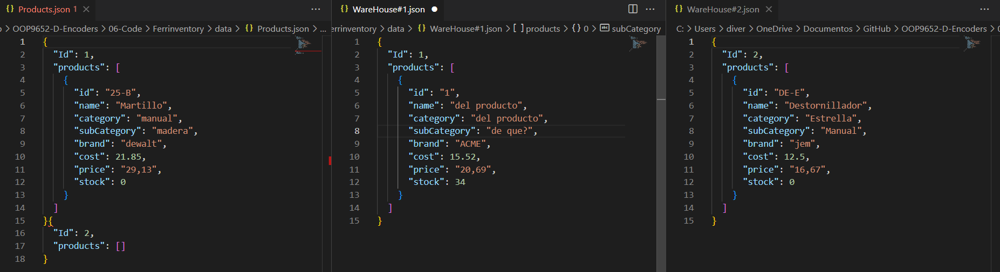 Products.json 1
OOP9652-D-Encoders > 06-Code > Ferrinventory > data > Products.json > ...
1 {
2 "Id": 1,
3 "products": [
4 {
5 "id": "25-B",
6 "name": "Martillo",
7 "category": "manual",
8 "subCategory": "madera",
9 "brand": "dewalt",
10 "cost": 21.85,
11 "price": "29,13",
12 "stock": 0
13 }
14 ]
15 }{
16 "Id": 2,
17 "products": []
18 }
WareHouse#1.json
errinventory > data > WareHouse#1.json > [ ] products > {} 0 > abc subCategory
1 {
2 "Id": 1,
3 "products": [
4 {
5 "id": "1",
6 "name": "del producto",
7 "category": "del producto",
8 "subCategory": "de que?",
9 "brand": "ACME",
10 "cost": 15.52,
11 "price": "20,69",
12 "stock": 34
13 }
14 ]
15 }
WareHouse#2.json
C: > Users > diver > OneDrive > Documentos > GitHub > OOP9652-D-Encoders >
1 {
2 "Id": 2,
3 "products": [
4 {
5 "id": "DE-E",
6 "name": "Destornillador",
7 "category": "Estrella",
8 "subCategory": "Manual",
9 "brand": "jem",
10 "cost": 12.5,
11 "price": "16,67",
12 "stock": 0
13 }
14 ]
15 }